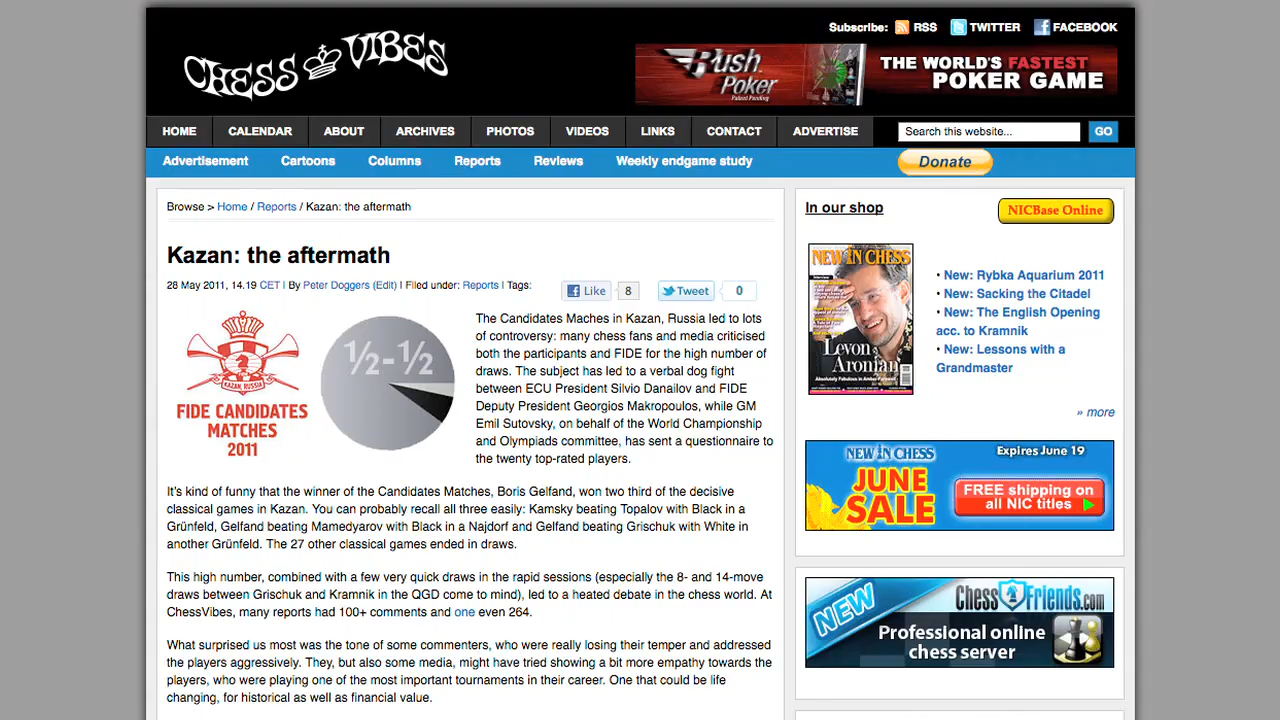 CHESS VIBES
Subscribe: RSS TWITTER FACEBOOK
Rush Poker
Patent Pending
THE WORLD'S FASTEST
POKER GAME
HOME CALENDAR ABOUT ARCHIVES PHOTOS VIDEOS LINKS CONTACT ADVERTISE
Search this website... GO
Advertisement Cartoons Columns Reports Reviews Weekly endgame study
Donate
Browse > Home / Reports / Kazan: the aftermath
Kazan: the aftermath
28 May 2011, 14.19 CET | By Peter Doggers (Edit) | Filed under: Reports | Tags:
Like 8 Tweet 0
KAZAN, RUSSIA
FIDE CANDIDATES
MATCHES
2011
½-½
The Candidates Maches in Kazan, Russia led to lots
of controversy: many chess fans and media criticised
both the participants and FIDE for the high number of
draws. The subject has led to a verbal dog fight
between ECU President Silvio Danailov and FIDE
Deputy President Georgios Makropoulos, while GM
Emil Sutovsky, on behalf of the World Championship
and Olympiads committee, has sent a questionnaire to
the twenty top-rated players.
It's kind of funny that the winnr of the Candidates Matches, Boris Gelfand, won two third of the decisive
classical games in Kazan. You can probably recall all three easily: Kamsky beating Topalov with Black in a
Grünfeld, Gelfand beating Mamedyarov with Black in a Najdorf and Gelfand beating Grischuk with White in
another Grünfeld. The 27 other classical games ended in draws.
This high number, combined with a few very quick draws in the rapid sessions (especially the 8- and 14-move
draws between Grischuk and Kramnik in the QGD come to mind), led to a heated debate in the chess world. At
ChessVibes, many reports had 100+ comments and one even 264.
What surprised us most was the tone of some commenters, who were really losing their temper and addressed
the players aggressively. They, but also some media, might have tried showing a bit more empathy towards the
players, who were playing one of the most important tournaments in their career. One that could be life
changing, for historical as well as financial value.
In our shop
NICBase Online
NEW IN CHESS
Levon
Aronian
• New: Rybka Aquarium 2011
• New: Sacking the Citadel
• New: The English Opening
acc. to Kramnik
• New: Lessons with a
Grandmaster
» more
NEW IN CHESS
JUNE
SALE
Expires June 19
FREE shipping on
all NIC titles
NEW
ChessFriends.com
Professional online
chess server